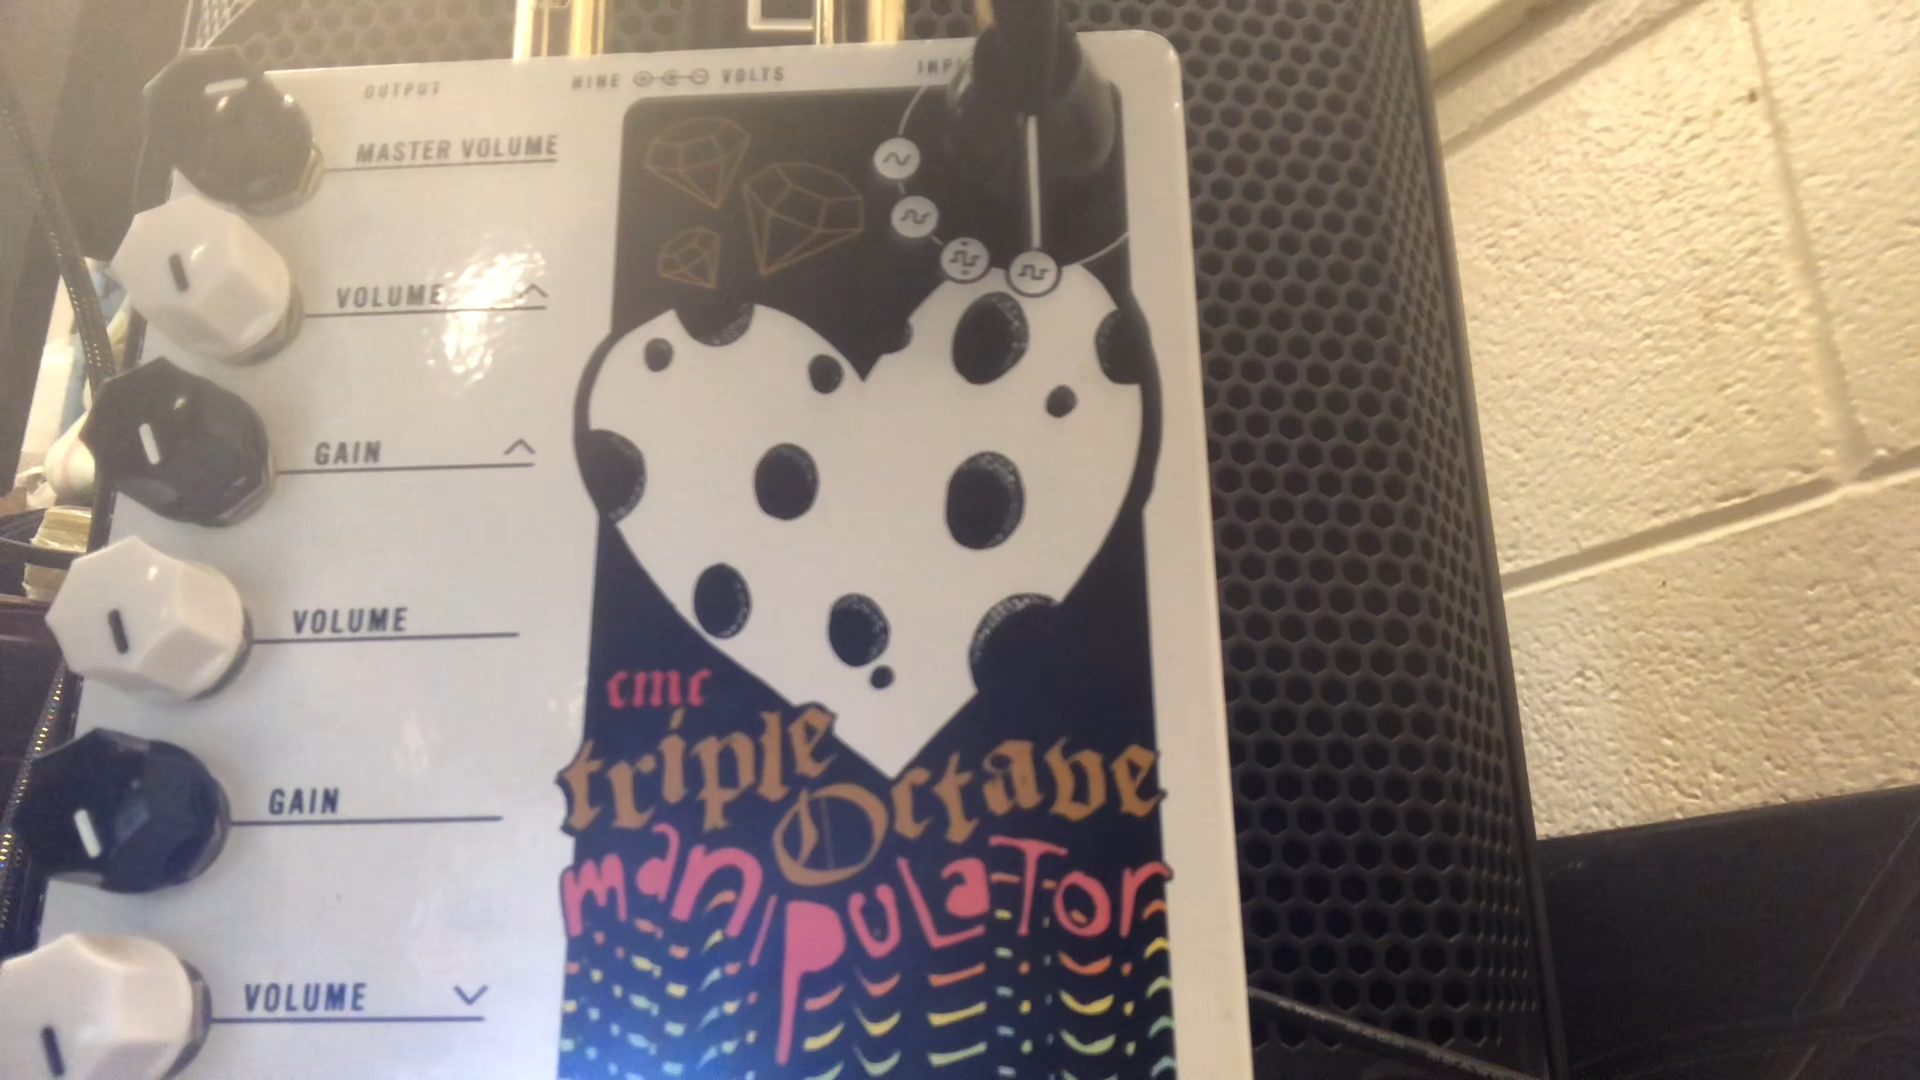 OUTPUT
NINE VOLTS
MASTER VOLUME
VOLUME
GAIN
VOLUME
GAIN
VOLUME
cmc
triple Octave
manipulator